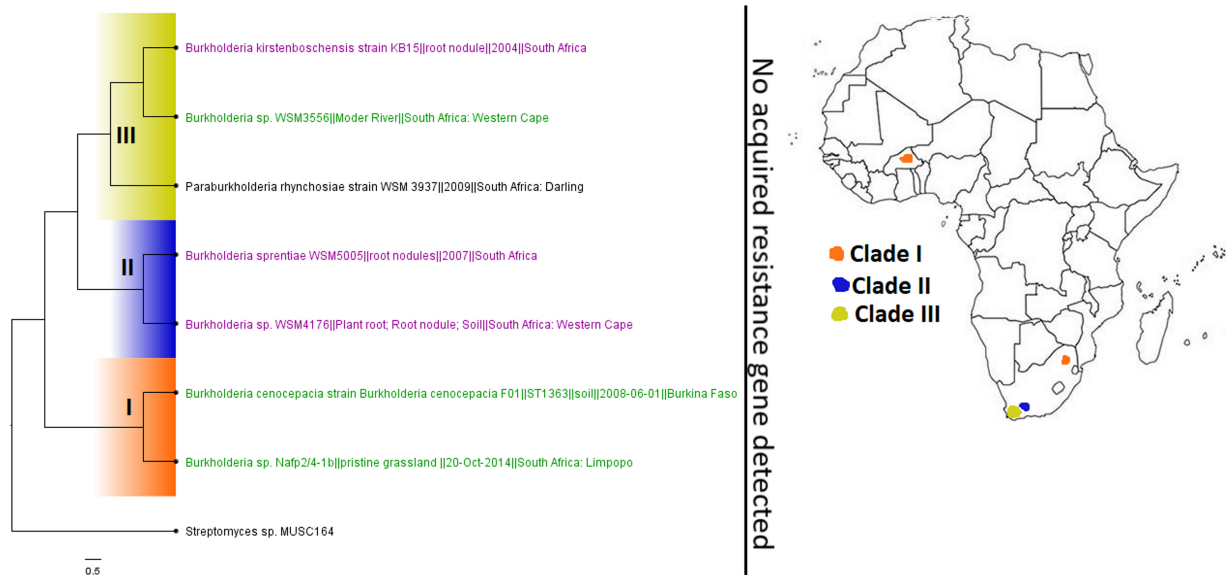 Burkholderia kirstenboschensis strain KB15||root nodule||2004||South Africa
Burkholderia sp. WSM3556||Moder River||South Africa: Western Cape
III
Paraburkholderia rhynchosiae strain WSM 3937||2009||South Africa: Darling
Burkholderia sprentiae WSM5005||root nodules||2007||South Africa
II
Burkholderia sp. WSM4176||Plant root; Root nodule; Soil||South Africa: Western Cape
Burkholderia cenocepacia strain Burkholderia cenocepacia F01||ST1363||soil||2008-06-01||Burkina Faso
I
Burkholderia sp. Nafp2/4-1b||pristine grassland ||20-Oct-2014||South Africa: Limpopo
Streptomyces sp. MUSC164
0.5
No acquired resistance gene detected
Clade I
Clade II
Clade III